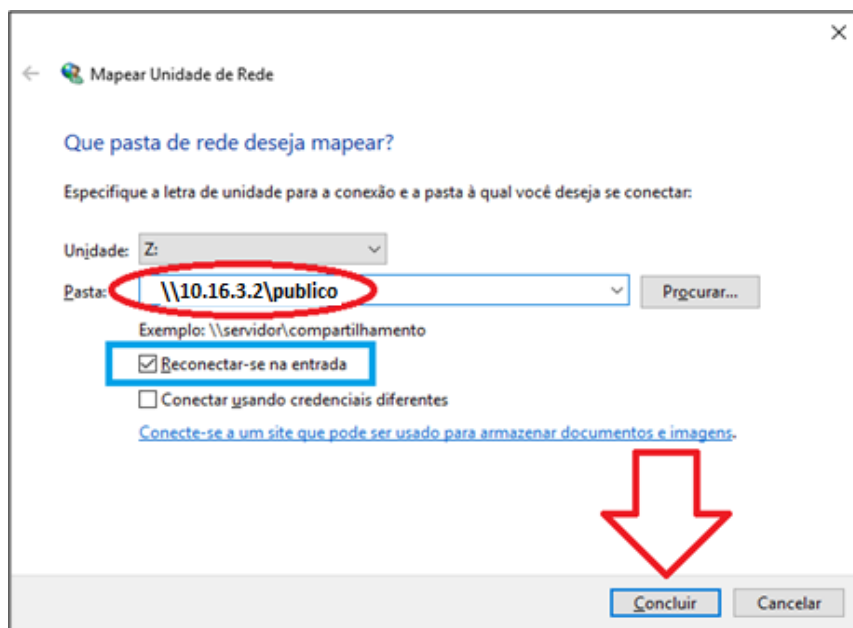 Mapear Unidade de Rede
Que pasta de rede deseja mapear?
Especifique a letra de unidade para a conexão e a pasta à qual você deseja se conectar:
Unidade: Z:
Pasta: \\10.16.3.2\publico Procurar...
Exemplo: \\servidor\compartilhamento
Reconectar-se na entrada
Conectar usando credenciais diferentes
Conecte-se a um site que pode ser usado para armazenar documentos e imagens.
Concluir Cancelar